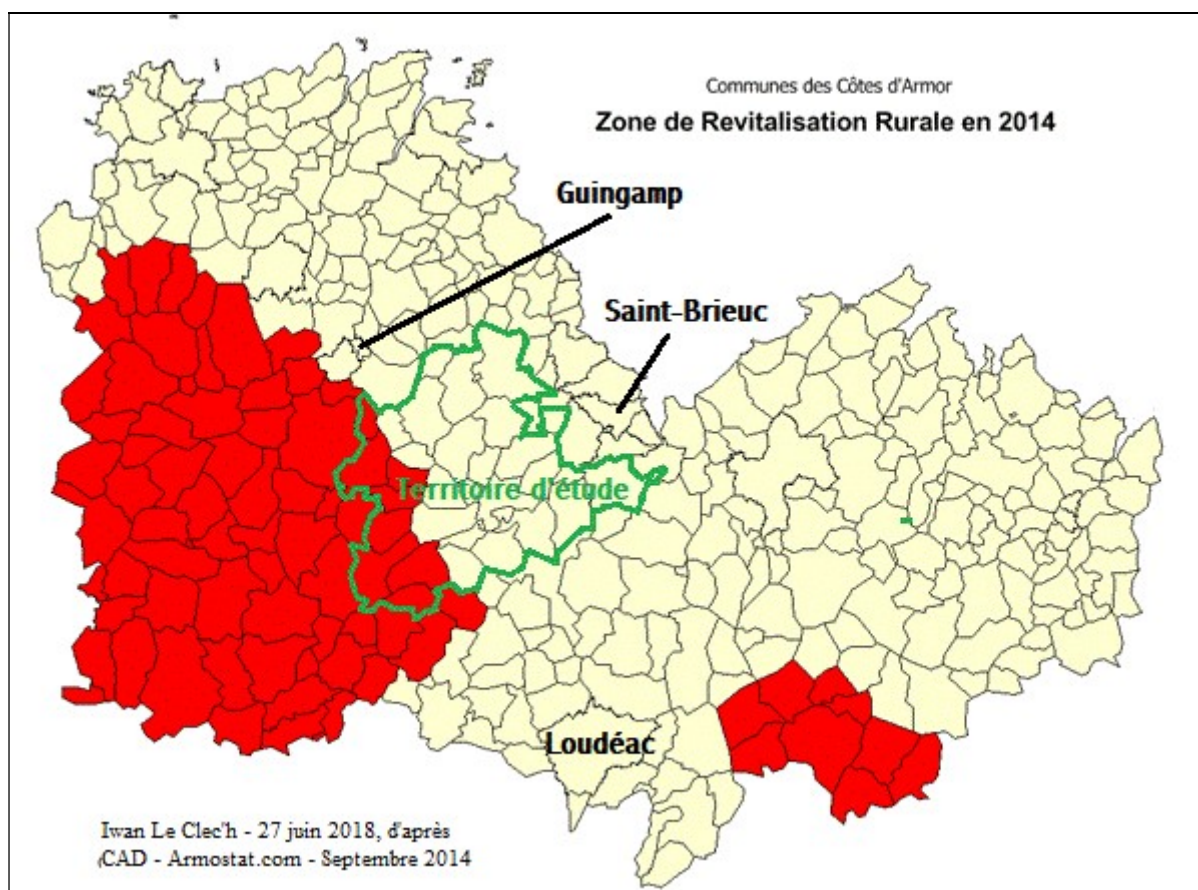 Communes des Côtes d'Armor
Zone de Revitalisation Rurale en 2014
Guingamp
Saint-Brieuc
Territoire d'étude
Loudéac
Iwan Le Clec'h - 27 juin 2018, d'après
CAD - Armostat.com - Septembre 2014